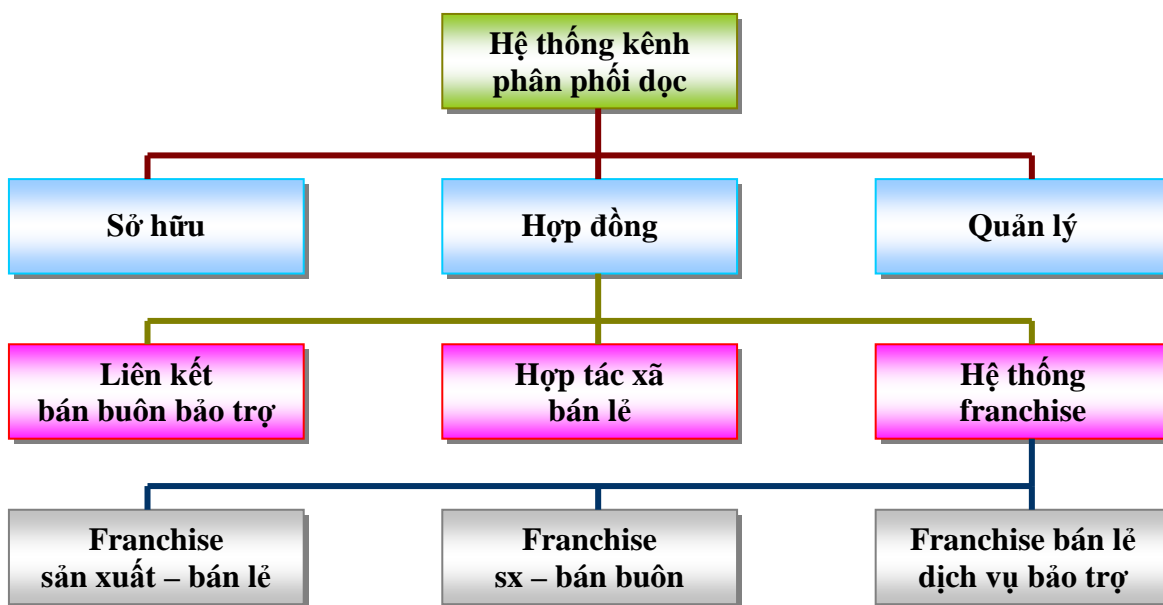 Hệ thống kênh
phân phối dọc
Sở hữu
Hợp đồng
Quản lý
Liên kết
bán buôn bảo trợ
Hợp tác xã
bán lẻ
Hệ thống
franchise
Franchise
sản xuất – bán lẻ
Franchise
sx – bán buôn
Franchise bán lẻ
dịch vụ bảo trợ